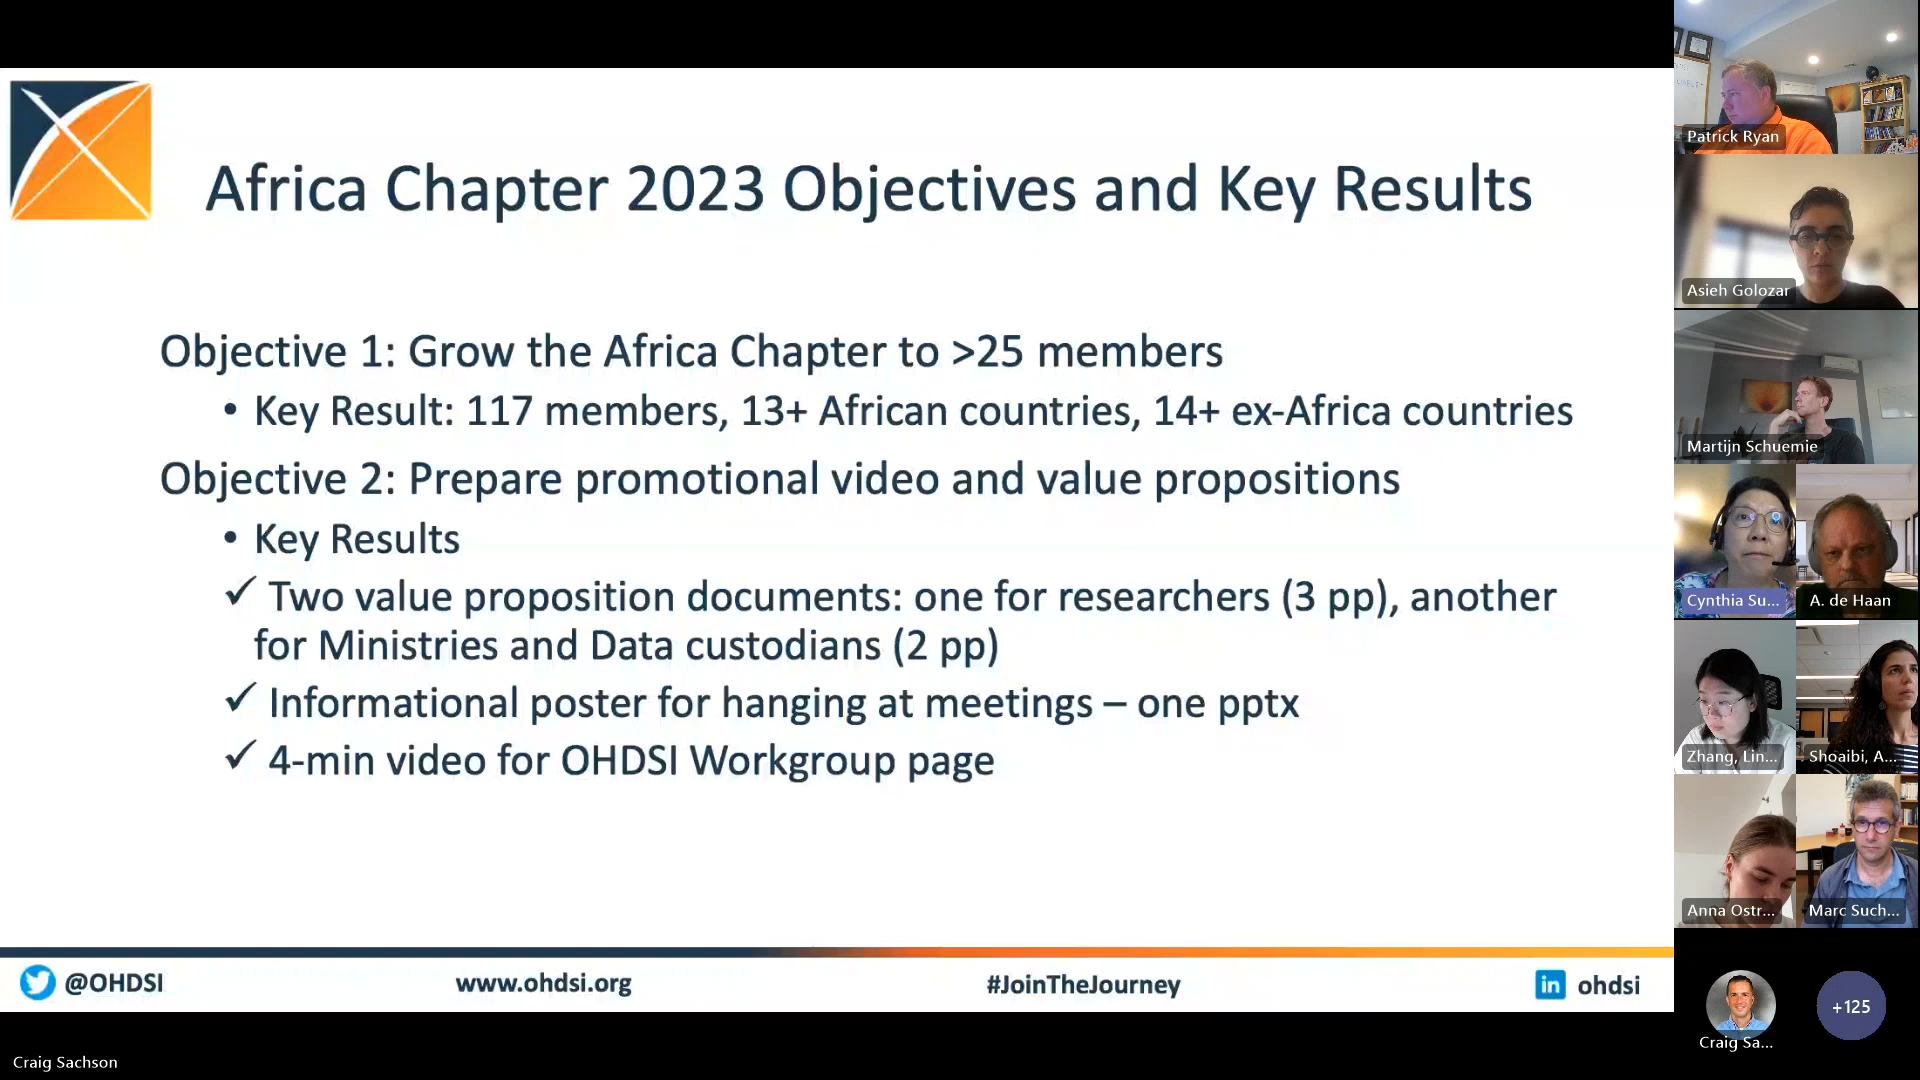 Africa Chapter 2023 Objectives and Key Results
Objective 1: Grow the Africa Chapter to >25 members
• Key Result: 117 members, 13+ African countries, 14+ ex-Africa countries
Objective 2: Prepare promotional video and value propositions
• Key Results
✓ Two value proposition documents: one for researchers (3 pp), another
for Ministries and Data custodians (2 pp)
✓ Informational poster for hanging at meetings – one pptx
✓ 4-min video for OHDSI Workgroup page
@OHDSI
www.ohdsi.org
#JoinTheJourney
in ohdsi
Craig Sachson
Patrick Ryan
Asieh Golozar
Martijn Schuemie
Cynthia Su...
A. de Haan
Zhang, Lin...
Shoaibi, A...
Anna Ostr...
Marc Such...
Craig Sa...
+125